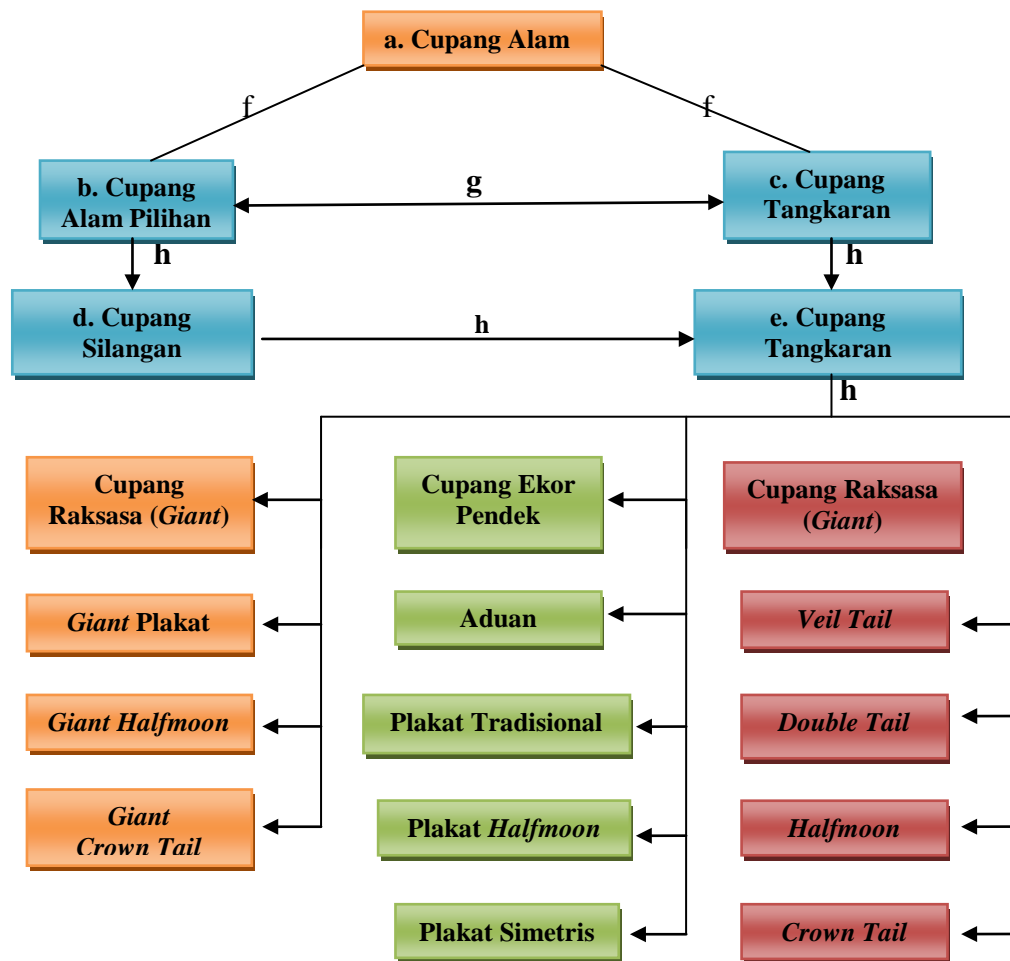 a. Cupang Alam
f
f
b. Cupang
Alam Pilihan
g
c. Cupang
Tangkaran
h
h
d. Cupang
Silangan
h
e. Cupang
Tangkaran
h
Cupang
Raksasa (Giant)
Giant Plakat
Giant Halfmoon
Giant
Crown Tail
Cupang Ekor
Pendek
Aduan
Plakat Tradisional
Plakat Halfmoon
Plakat Simetris
Cupang Raksasa
(Giant)
Veil Tail
Double Tail
Halfmoon
Crown Tail